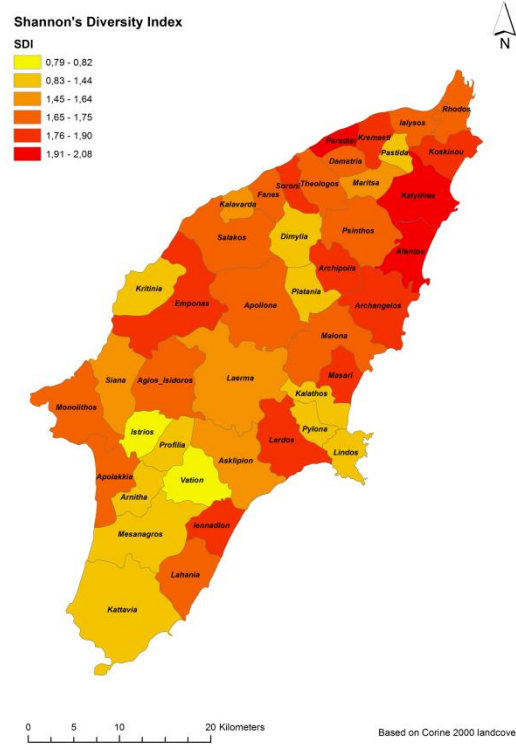 Shannon's Diversity Index
SDI
0,79 - 0,82
0,83 - 1,44
1,45 - 1,64
1,65 - 1,75
1,76 - 1,90
1,91 - 2,08
N
Rhodos
Ialysos
Kremasti
Paradisi
Pastida
Koskinou
Damatria
Maritsa
Theologos
Soroni
Fanes
Kalavarda
Kalythies
Salakos
Dimylia
Psinthos
Afantou
Archipolis
Kritinia
Emponas
Apollona
Platania
Archangelos
Malona
Siana
Agios_Isidoros
Laerma
Masari
Kalathos
Monolithos
Istrios
Profilia
Pylona
Lardos
Lindos
Asklipion
Apolakkia
Vation
Arnitha
Iennadion
Mesanagros
Lahania
Kattavia
0 5 10 20 Kilometers
Based on Corine 2000 landcove